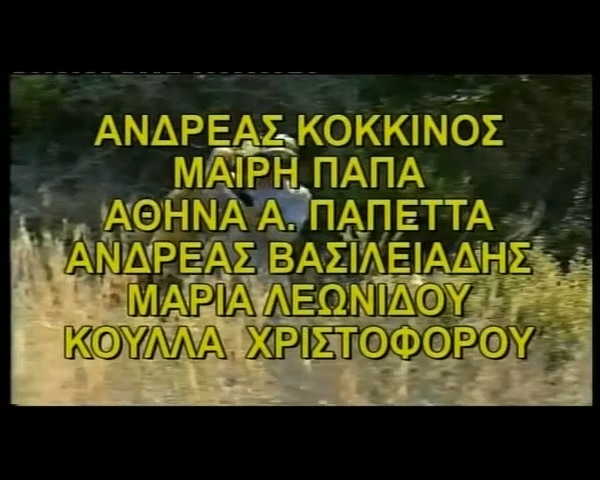 ΑΝΔΡΕΑΣ ΚΟΚΚΙΝΟΣ
ΜΑΙΡΗ ΠΑΠΑ
ΑΘΗΝΑ Α. ΠΑΠΕΤΤΑ
ΑΝΔΡΕΑΣ ΒΑΣΙΛΕΙΑΔΗΣ
ΜΑΡΙΑ ΛΕΩΝΙΔΟΥ
ΚΟΥΛΛΑ ΧΡΙΣΤΟΦΟΡΟΥ